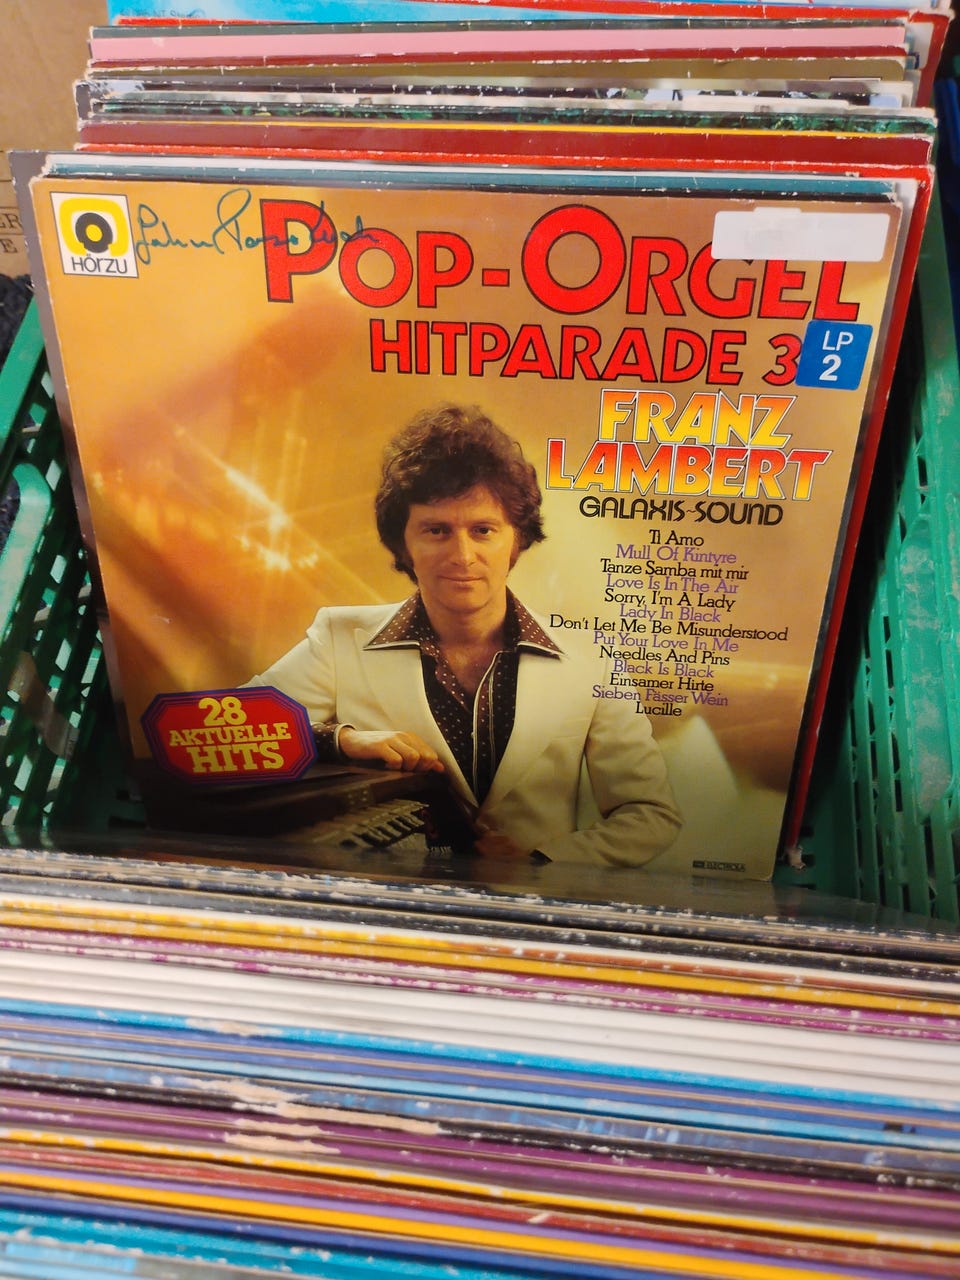 HÖRZU
POP-ORGEL
HITPARADE 3
LP
2
FRANZ
LAMBERT
GALAXIS-SOUND
Ti Amo
Mull Of Kintyre
Tanze Samba mit mir
Love Is In The Air
Sorry, I'm A Lady
Lady In Black
Don't Let Me Be Misunderstood
Put Your Love In Me
Needles And Pins
Black Is Black
Einsamer Hirte
Sieben Fässer Wein
Lucille
28
AKTUELLE
HITS
ELECTROLA